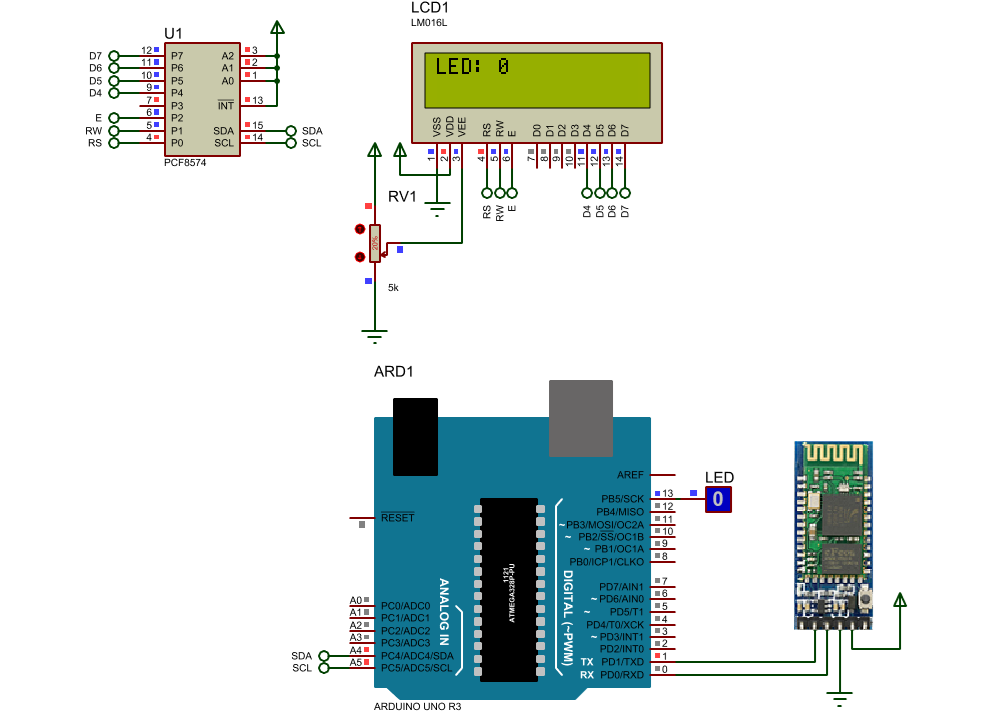 LCD1
LM016L
LED: 0
VSS
VDD
VEE
RS
RW
E
D0
D1
D2
D3
D4
D5
D6
D7
1
2
3
4
5
6
7
8
9
10
11
12
13
14
RS
RW
E
D4
D5
D6
D7
U1
D7 12 P7 A2 3
D6 11 P6 A1 2
D5 10 P5 A0 1
D4 9 P4
7 P3 INT 13
E 6 P2
RW 5 P1 SDA 15 SDA
RS 4 P0 SCL 14 SCL
PCF8574
RV1
20%
5k
ARD1
AREF
RESET
PB5/SCK 13
PB4/MISO 12
~PB3/MOSI/OC2A 11
~ PB2/SS/OC1B 10
~ PB1/OC1A 9
PB0/ICP1/CLKO 8
LED
0
PD7/AIN1 7
~ PD6/AIN0 6
~ PD5/T1 5
PD4/T0/XCK 4
~ PD3/INT1 3
PD2/INT0 2
TX PD1/TXD 1
RX PD0/RXD 0
DIGITAL (~PWM)
1121
ATMEGA328P-PU
ANALOG IN
A0 PC0/ADC0
A1 PC1/ADC1
A2 PC2/ADC2
A3 PC3/ADC3
SDA A4 PC4/ADC4/SDA
SCL A5 PC5/ADC5/SCL
ARDUINO UNO R3